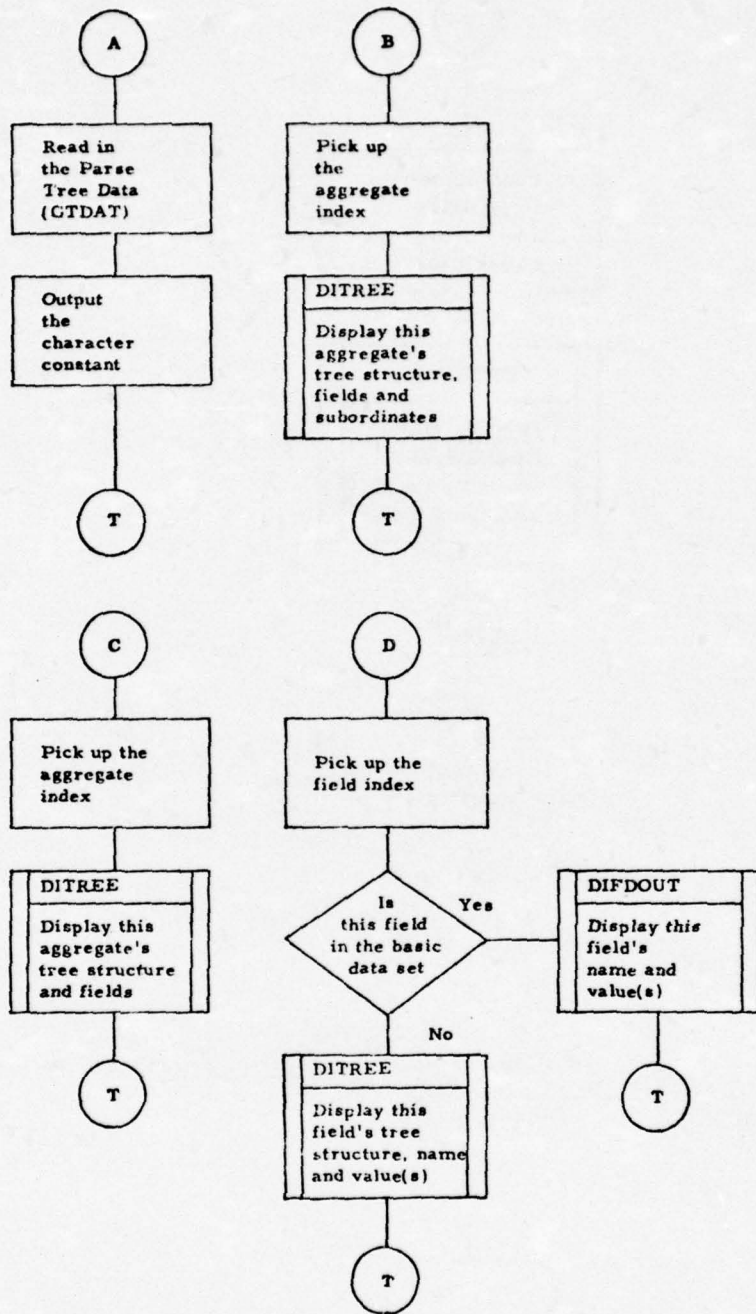 A
Read in
the Parse
Tree Data
(GTDAT)
Output
the
character
constant
T
B
Pick up
the
aggregate
index
DITREE
Display this
aggregate's
tree structure,
fields and
subordinates
T
C
Pick up the
aggregate
index
DITREE
Display this
aggregate's
tree structure
and fields
T
D
Pick up the
field index
Is
this field
in the basic
data set
Yes
DIFDOUT
Display this
field's
name and
value(s)
T
No
DITREE
Display this
field's tree
structure, name
and value(s)
T